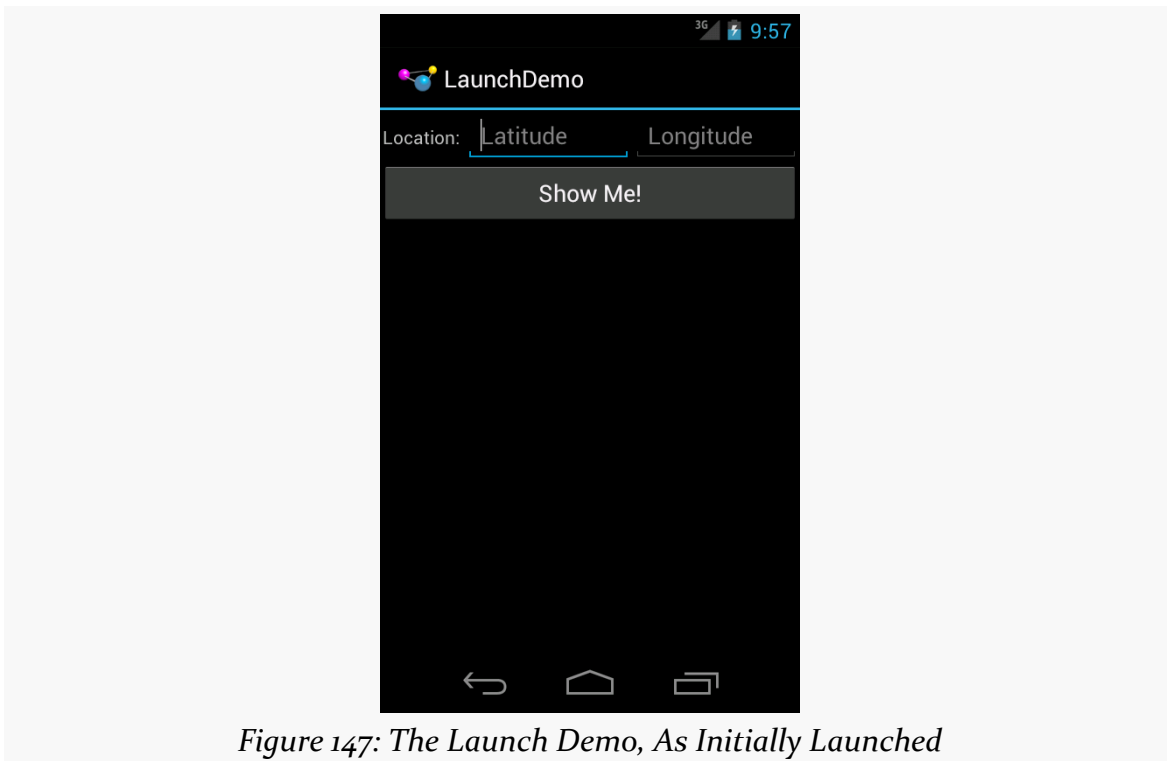 3G 9:57
LaunchDemo
Location: Latitude Longitude
Show Me!
Figure 147: The Launch Demo, As Initially Launched